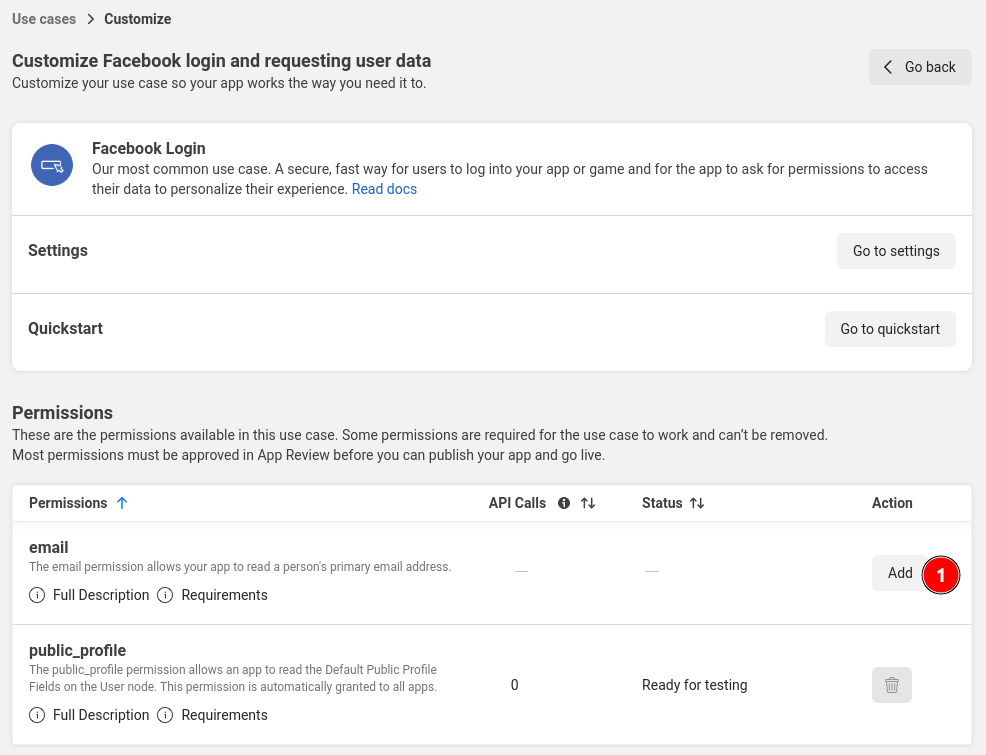 Use cases > Customize
Customize Facebook login and requesting user data
Customize your use case so your app works the way you need it to.
Go back
Facebook Login
Our most common use case. A secure, fast way for users to log into your app or game and for the app to ask for permissions to access
their data to personalize their experience. Read docs
Settings
Go to settings
Quickstart
Go to quickstart
Permissions
These are the permissions available in this use case. Some permissions are required for the use case to work and can't be removed.
Most permissions must be approved in App Review before you can publish your app and go live.
Permissions API Calls Status Action
email
The email permission allows your app to read a person's primary email address.
— — Add 1
Full Description Requirements
public_profile
The public_profile permission allows an app to read the Default Public Profile
Fields on the User node. This permission is automatically granted to all apps.
0 Ready for testing
Full Description Requirements